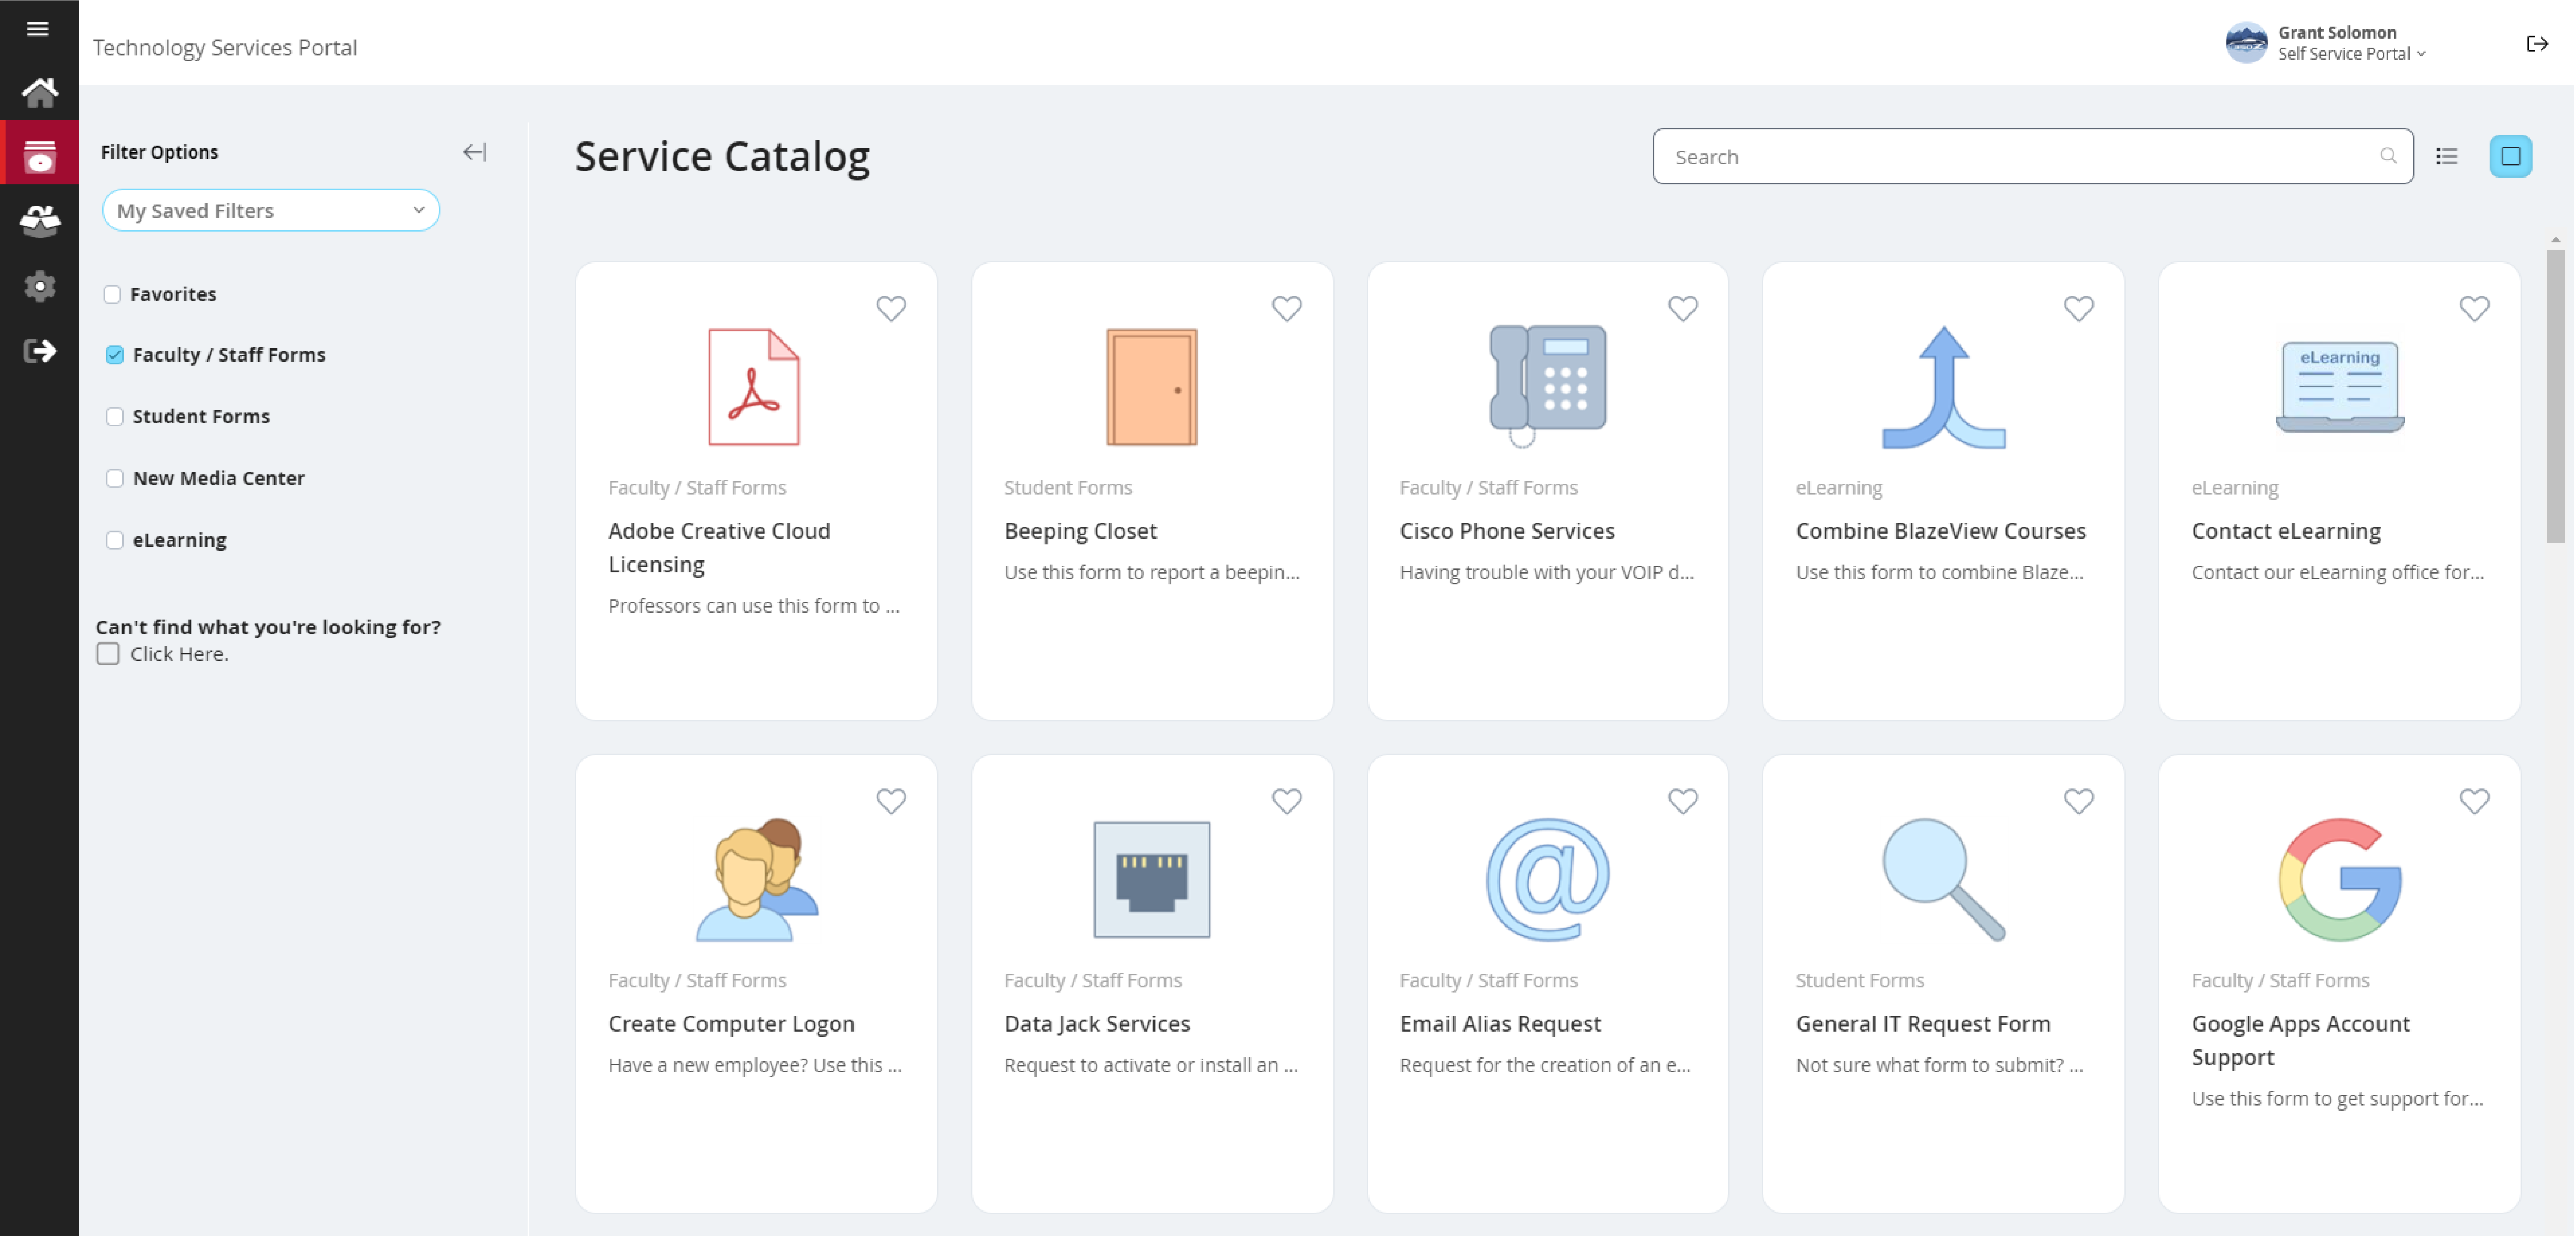 Technology Services Portal
Grant Solomon
Self Service Portal
Filter Options
My Saved Filters
Favorites
Faculty / Staff Forms
Student Forms
New Media Center
eLearning
Can't find what you're looking for?
Click Here.
Service Catalog
Search
Faculty / Staff Forms
Adobe Creative Cloud
Licensing
Professors can use this form to ...
Student Forms
Beeping Closet
Use this form to report a beepin...
Faculty / Staff Forms
Cisco Phone Services
Having trouble with your VOIP d...
eLearning
Combine BlazeView Courses
Use this form to combine Blaze...
eLearning
eLearning
Contact eLearning
Contact our eLearning office for...
Faculty / Staff Forms
Create Computer Logon
Have a new employee? Use this ...
Faculty / Staff Forms
Data Jack Services
Request to activate or install an ...
@
Faculty / Staff Forms
Email Alias Request
Request for the creation of an e...
Student Forms
General IT Request Form
Not sure what form to submit? ...
G
Faculty / Staff Forms
Google Apps Account
Support
Use this form to get support for...